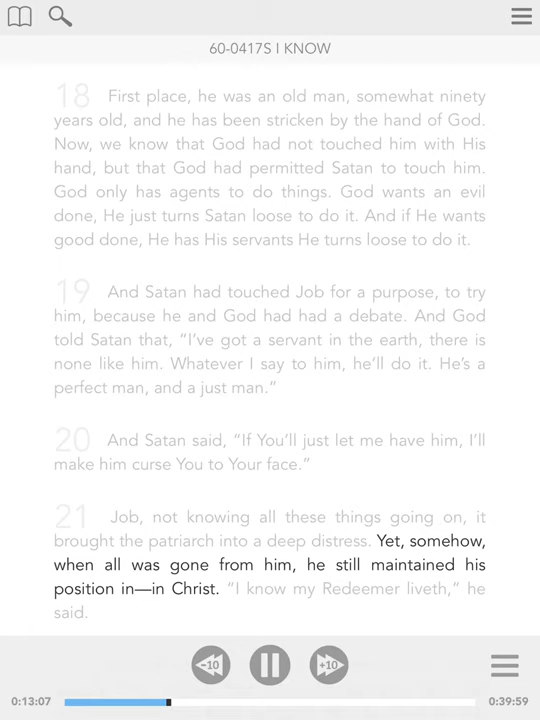 60-0417S I KNOW
18 First place, he was an old man, somewhat ninety
years old, and he has been stricken by the hand of God.
Now, we know that God had not touched him with His
hand, but that God had permitted Satan to touch him.
God only has agents to do things. God wants an evil
done, He just turns Satan loose to do it. And if He wants
good done, He has His servants He turns loose to do it.
19 And Satan had touched Job for a purpose, to try
him, because he and God had had a debate. And God
told Satan that, “I’ve got a servant in the earth, there is
none like him. Whatever I say to him, he’ll do it. He’s a
perfect man, and a just man.”
20 And Satan said, “If You’ll just let me have him, I’ll
make him curse You to Your face.”
21 Job, not knowing all these things going on, it
brought the patriarch into a deep distress. Yet, somehow,
when all was gone from him, he still maintained his
position in—in Christ. “I know my Redeemer liveth,“ he
said.
-10 +10
0:13:07 0:39:59